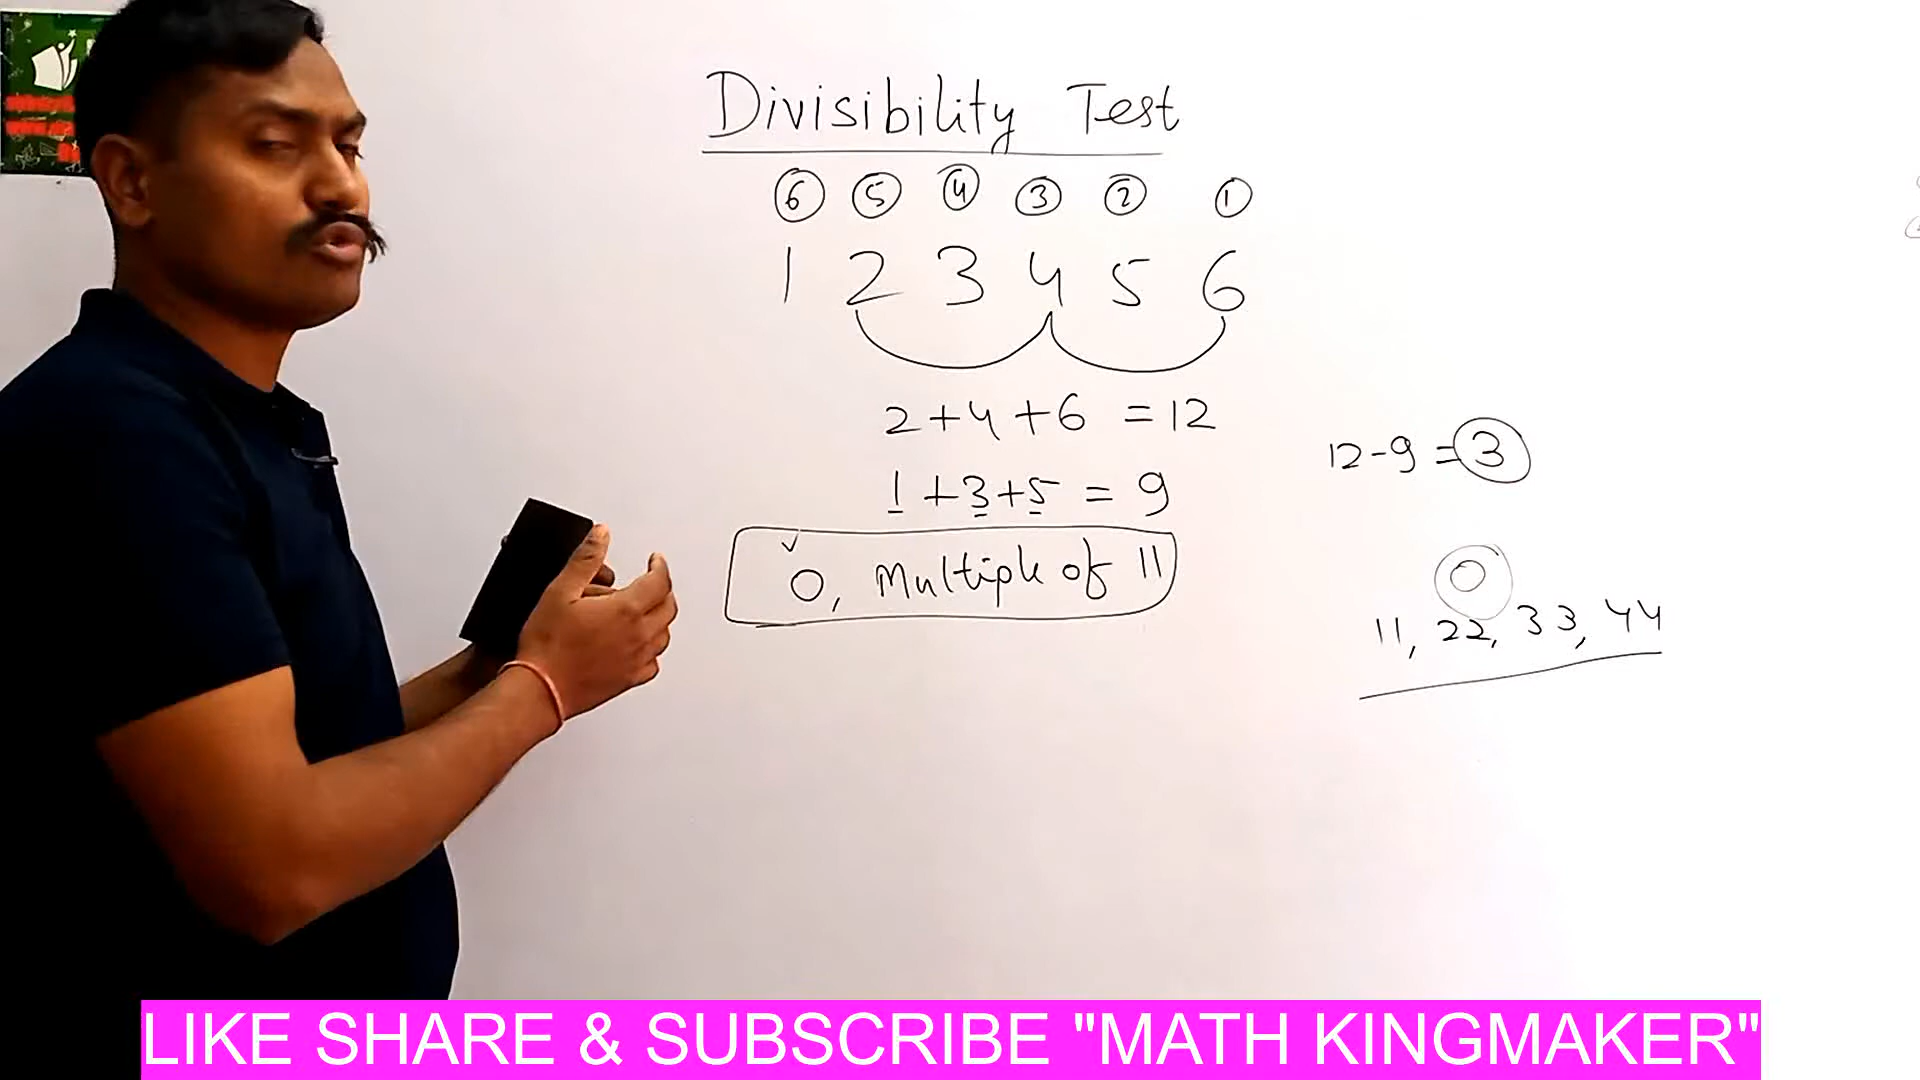 Divisibility Test
6 5 4 3 2 1
1 2 3 4 5 6
2 + 4 + 6 = 12
1 + 3 + 5 = 9
12 - 9 = 3
0, Multiple of 11
0
11, 22, 33, 44
LIKE SHARE & SUBSCRIBE "MATH KINGMAKER"